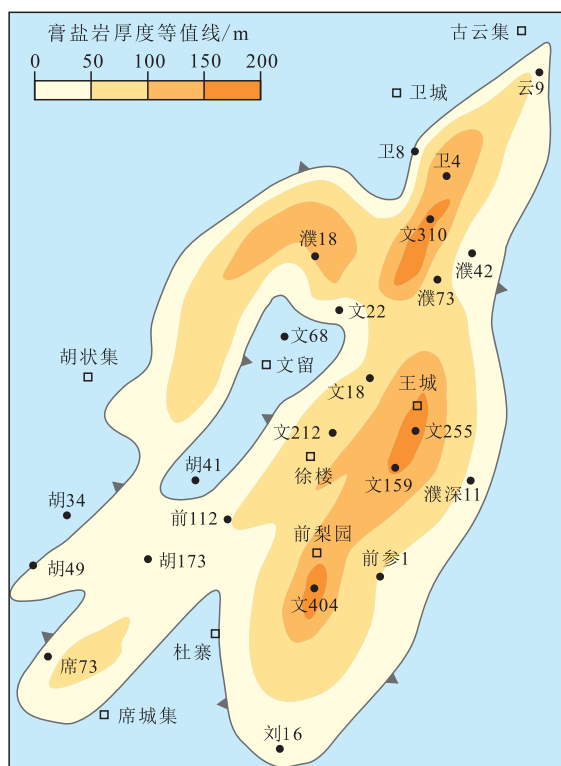 古云集
膏盐岩厚度等值线/m
0 50 100 150 200
云9
卫城
卫8
卫4
文310
濮18
濮42
濮73
文22
文68
胡状集
文留
文18
王城
文212
文255
徐楼
胡41
文159
濮深11
胡34
前112
前梨园
胡49
胡173
前参1
文404
杜寨
席73
席城集
刘16